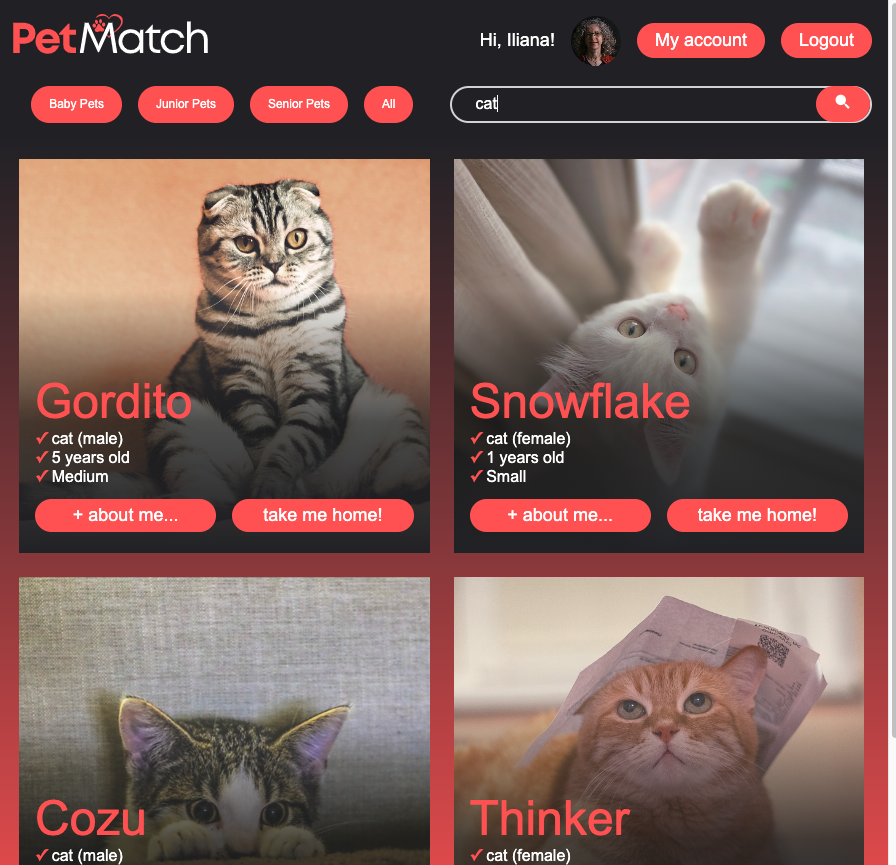 PetMatch
Hi, Iliana!
My account
Logout
Baby Pets
Junior Pets
Senior Pets
All
cat
Gordito
✓ cat (male)
✓ 5 years old
✓ Medium
+ about me...
take me home!
Snowflake
✓ cat (female)
✓ 1 years old
✓ Small
+ about me...
take me home!
Cozu
✓ cat (male)
Thinker
✓ cat (female)